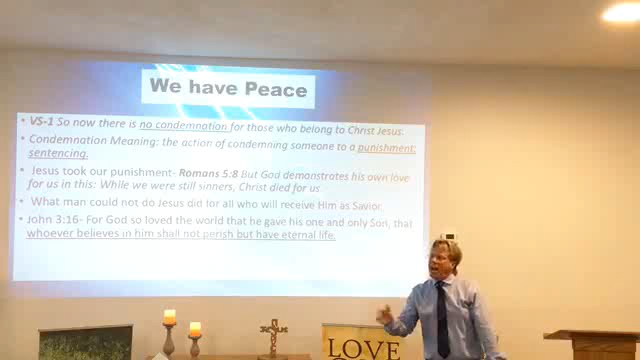 We have Peace
• VS-1 So now there is no condemnation for those who belong to Christ Jesus.
• Condemnation Meaning: the action of condemning someone to a punishment:
sentencing.
• Jesus took our punishment- Romans 5:8 But God demonstrates his own love
for us in this: While we were still sinners, Christ died for us.
• What man could not do Jesus did for all who will receive Him as Savior.
• John 3:16- For God so loved the world that he gave his one and only Son, that
whoever believes in him shall not perish but have eternal life.
JESUS
LOVE